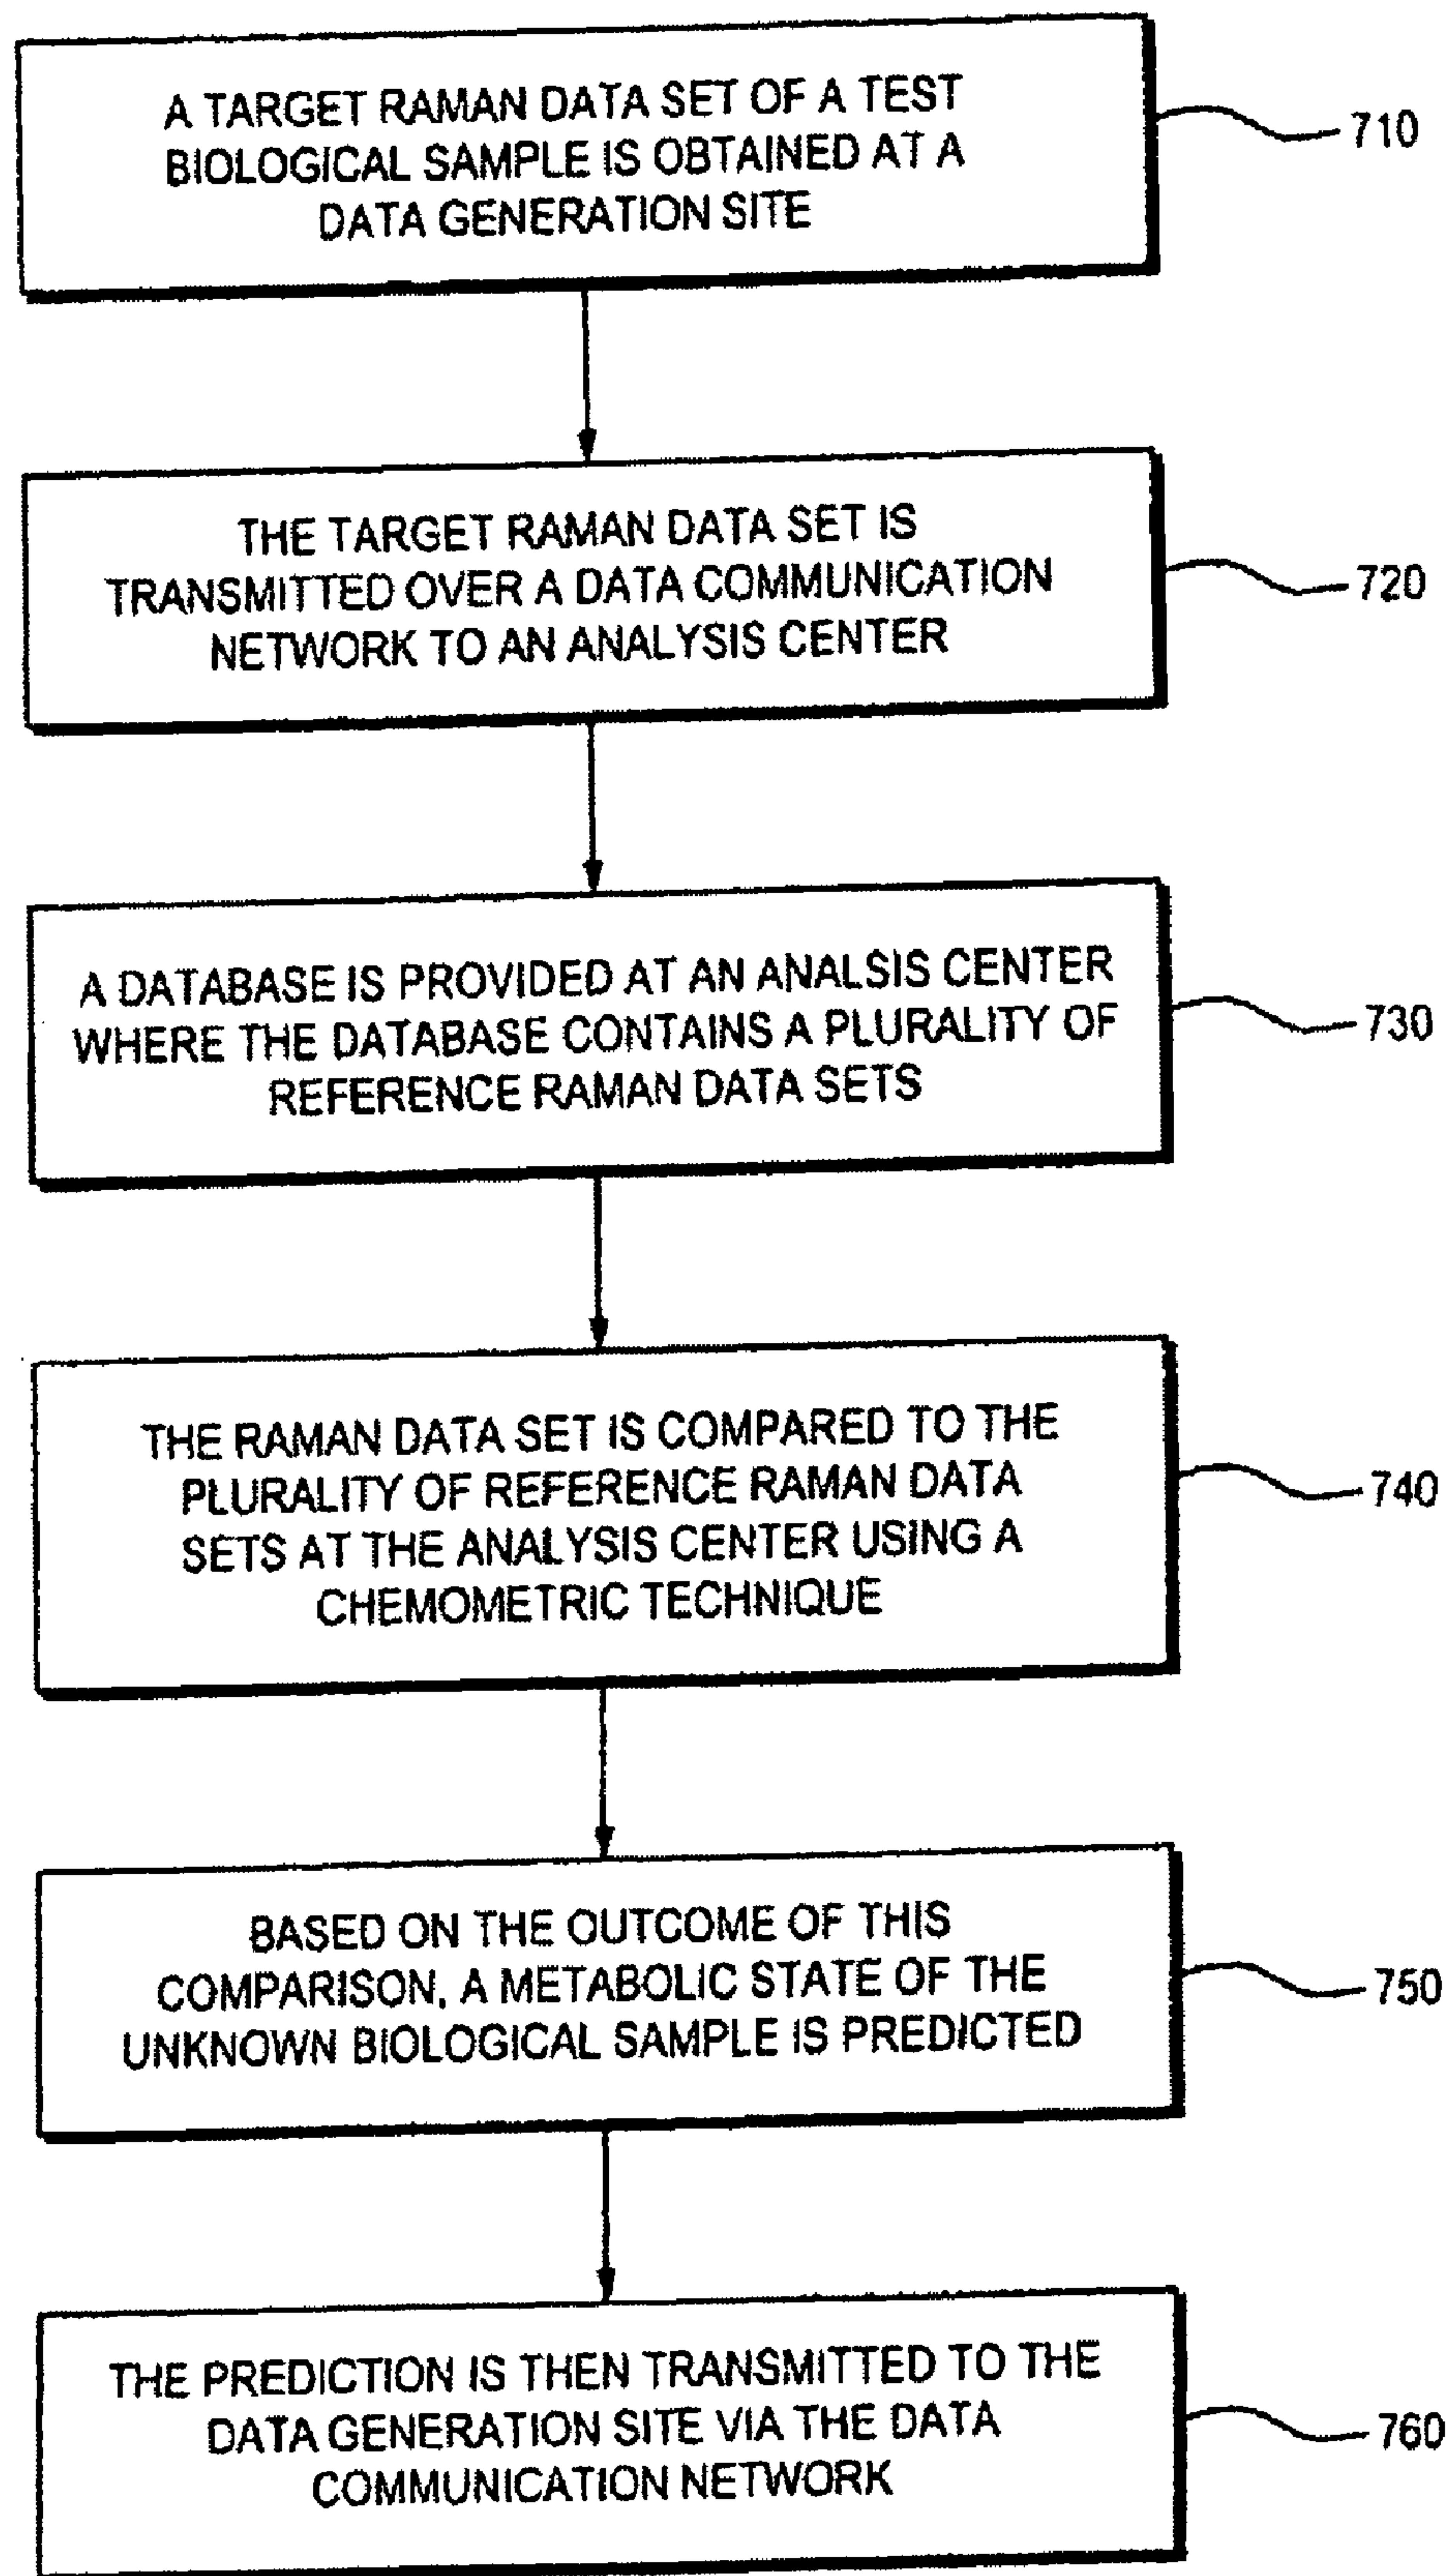 A TARGET RAMAN DATA SET OF A TEST
BIOLOGICAL SAMPLE IS OBTAINED AT A
DATA GENERATION SITE
710
THE TARGET RAMAN DATA SET IS
TRANSMITTED OVER A DATA COMMUNICATION
NETWORK TO AN ANALYSIS CENTER
720
A DATABASE IS PROVIDED AT AN ANALSIS CENTER
WHERE THE DATABASE CONTAINS A PLURALITY OF
REFERENCE RAMAN DATA SETS
730
THE RAMAN DATA SET IS COMPARED TO THE
PLURALITY OF REFERENCE RAMAN DATA
SETS AT THE ANALYSIS CENTER USING A
CHEMOMETRIC TECHNIQUE
740
BASED ON THE OUTCOME OF THIS
COMPARISON, A METABOLIC STATE OF THE
UNKNOWN BIOLOGICAL SAMPLE IS PREDICTED
750
THE PREDICTION IS THEN TRANSMITTED TO THE
DATA GENERATION SITE VIA THE DATA
COMMUNICATION NETWORK
760